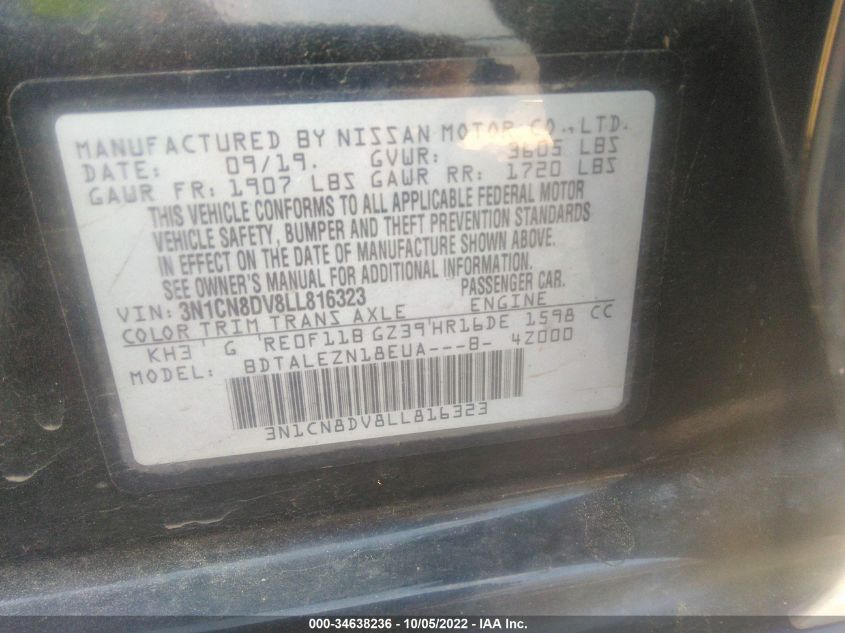 MANUFACTURED BY NISSAN MOTOR CO.,LTD.
DATE: 09/19. GVWR: 3605 LBS
GAWR FR: 1907 LBS GAWR RR: 1720 LBS
THIS VEHICLE CONFORMS TO ALL APPLICABLE FEDERAL MOTOR
VEHICLE SAFETY, BUMPER AND THEFT PREVENTION STANDARDS
IN EFFECT ON THE DATE OF MANUFACTURE SHOWN ABOVE.
SEE OWNER'S MANUAL FOR ADDITIONAL INFORMATION.
VIN: 3N1CN8DV8LL816323 PASSENGER CAR.
COLOR TRIM TRANS AXLE ENGINE
KH3 ' G 'RE0F11B GZ39'HR16DE 1598 CC
MODEL: BDTALEZN18EUA---B- 4Z000
3N1CN8DV8LL816323
000-34638236 - 10/05/2022 - IAA Inc.